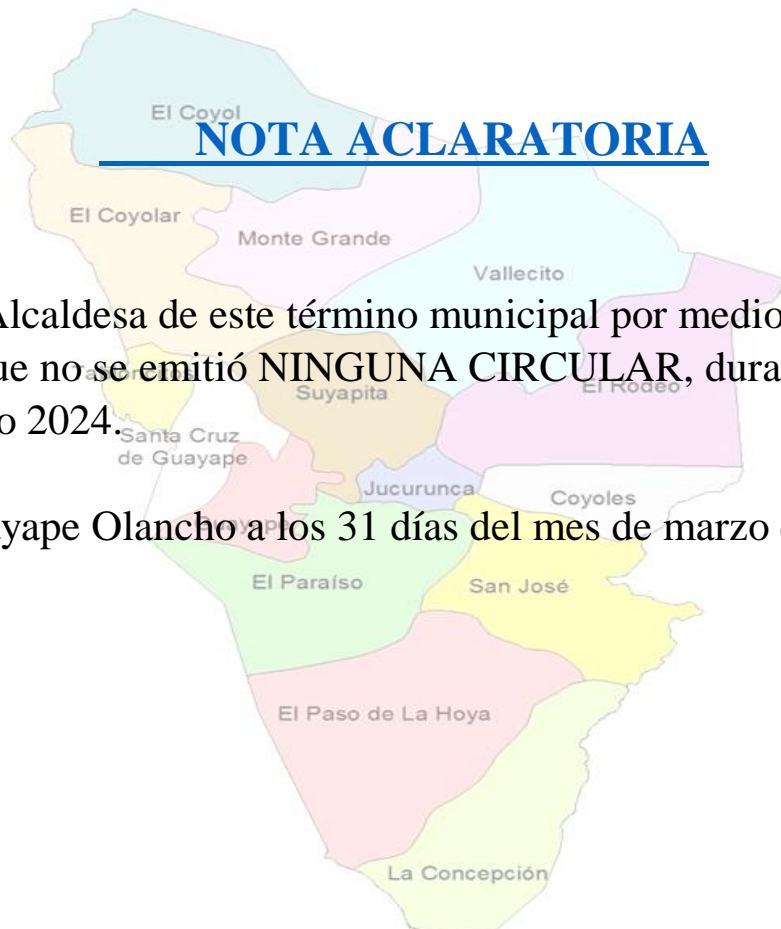 El Coyol
NOTA ACLARATORIA
El Coyolar
Monte Grande
Vallecito
Alcaldesa de este término municipal por medio
ue no se emitió NINGUNA CIRCULAR, dura
El Rodeo
Suyapita
o 2024.
Santa Cruz
de Guayape
Jucurunca
Coyoles
Guayape
yape Olancho a los 31 días del mes de marzo
El Paraíso
San José
El Paso de La Hoya
La Concepción